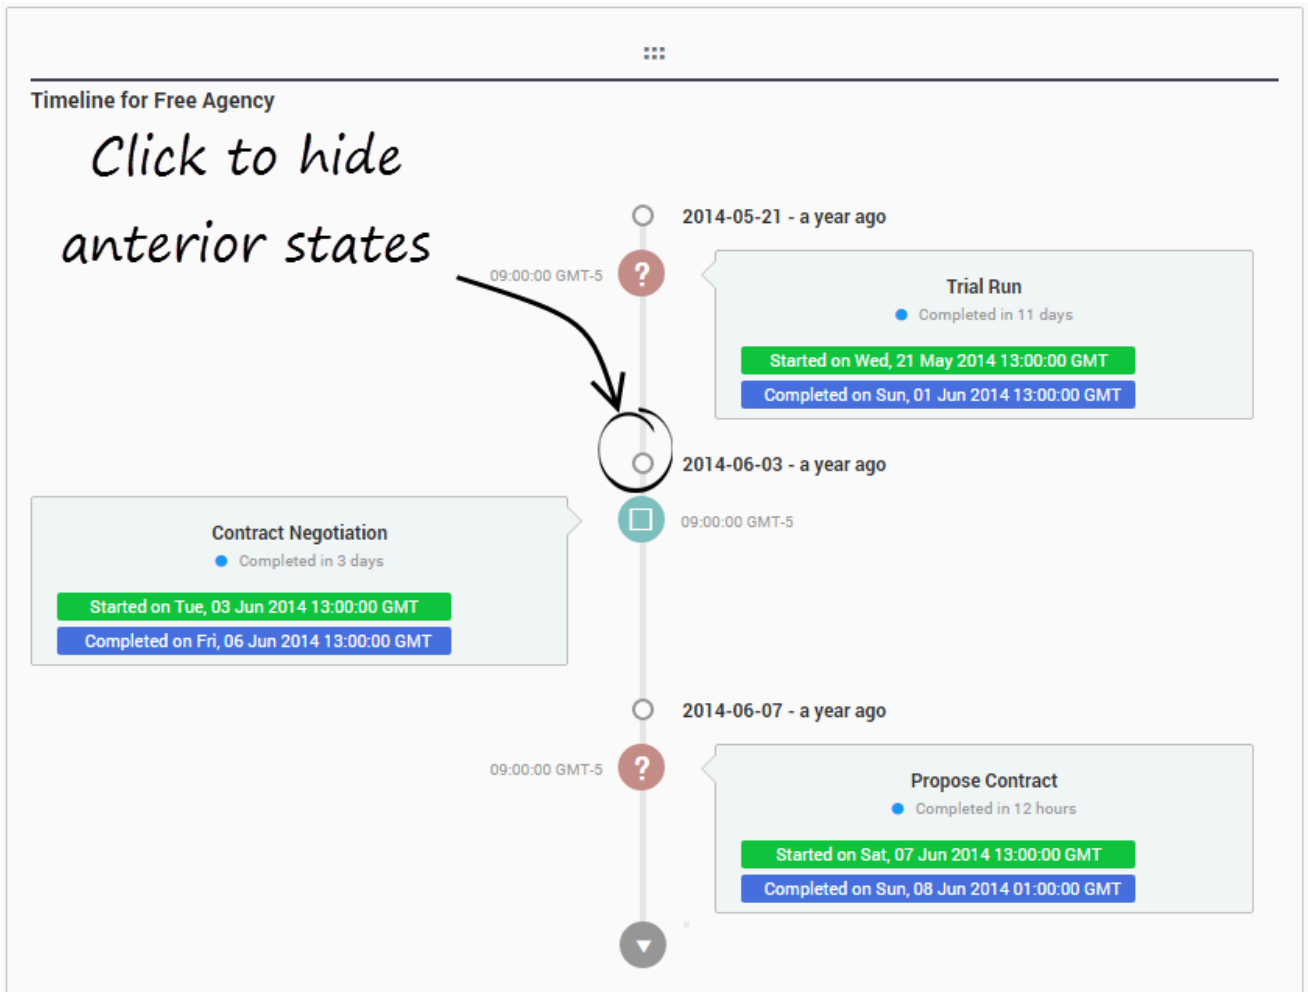 Timeline for Free Agency
Click to hide
anterior states
2014-05-21 - a year ago
09:00:00 GMT-5
?
Trial Run
Completed in 11 days
Started on Wed, 21 May 2014 13:00:00 GMT
Completed on Sun, 01 Jun 2014 13:00:00 GMT
2014-06-03 - a year ago
09:00:00 GMT-5
Contract Negotiation
Completed in 3 days
Started on Tue, 03 Jun 2014 13:00:00 GMT
Completed on Fri, 06 Jun 2014 13:00:00 GMT
2014-06-07 - a year ago
09:00:00 GMT-5
?
Propose Contract
Completed in 12 hours
Started on Sat, 07 Jun 2014 13:00:00 GMT
Completed on Sun, 08 Jun 2014 01:00:00 GMT